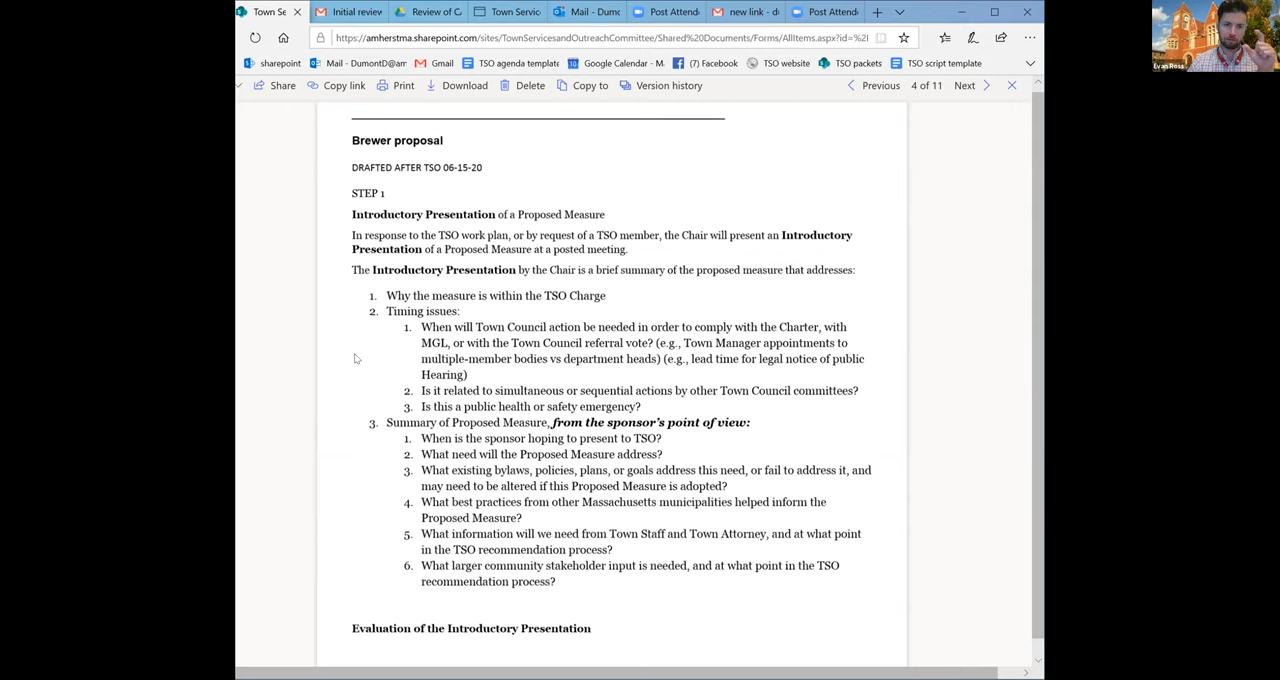 Town Se
Initial review
Review of C
Town Servic
Mail - Dumo
Post Attend
new link - d
Post Attend
https://amherstma.sharepoint.com/sites/TownServicesandOutreachCommittee/Shared%20Documents/Forms/AllItems.aspx?id=%2I
sharepoint
Mail - DumontD@am
Gmail
TSO agenda template
Google Calendar - M
(7) Facebook
TSO website
TSO packets
TSO script template
Share
Copy link
Print
Download
Delete
Copy to
Version history
Previous
4 of 11
Next
Evan Ross
Brewer proposal
DRAFTED AFTER TSO 06-15-20
STEP 1
Introductory Presentation of a Proposed Measure
In response to the TSO work plan, or by request of a TSO member, the Chair will present an Introductory
Presentation of a Proposed Measure at a posted meeting.
The Introductory Presentation by the Chair is a brief summary of the proposed measure that addresses:
1. Why the measure is within the TSO Charge
2. Timing issues:
1. When will Town Council action be needed in order to comply with the Charter, with
MGL, or with the Town Council referral vote? (e.g., Town Manager appointments to
multiple-member bodies vs department heads) (e.g., lead time for legal notice of public
Hearing)
2. Is it related to simultaneous or sequential actions by other Town Council committees?
3. Is this a public health or safety emergency?
3. Summary of Proposed Measure, from the sponsor's point of view:
1. When is the sponsor hoping to present to TSO?
2. What need will the Proposed Measure address?
3. What existing bylaws, policies, plans, or goals address this need, or fail to address it, and
may need to be altered if this Proposed Measure is adopted?
4. What best practices from other Massachusetts municipalities helped inform the
Proposed Measure?
5. What information will we need from Town Staff and Town Attorney, and at what point
in the TSO recommendation process?
6. What larger community stakeholder input is needed, and at what point in the TSO
recommendation process?
Evaluation of the Introductory Presentation